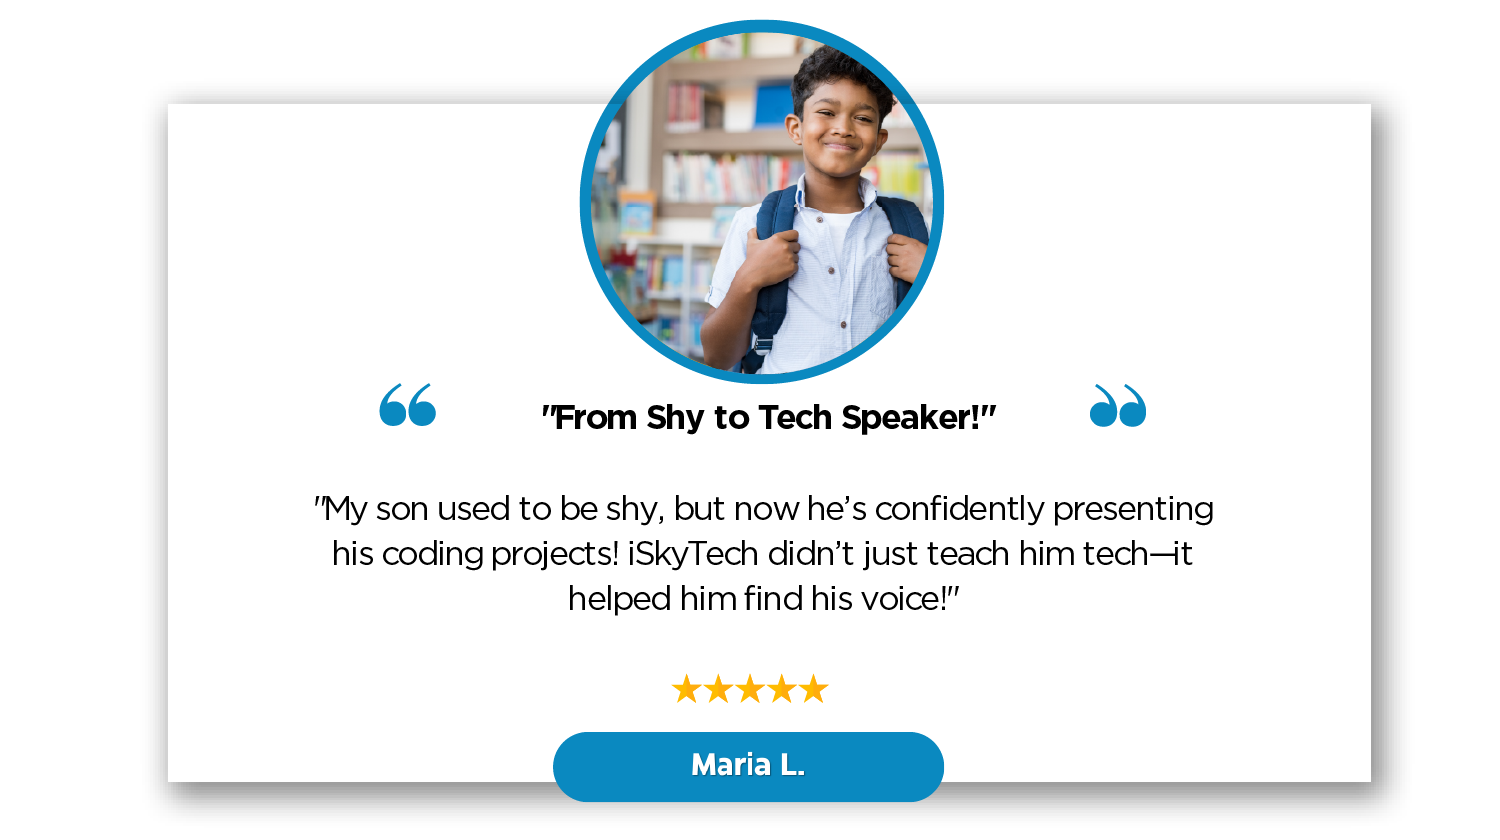 "From Shy to Tech Speaker!"
"My son used to be shy, but now he’s confidently presenting
his coding projects! iSkyTech didn’t just teach him tech—it
helped him find his voice!"
Maria L.